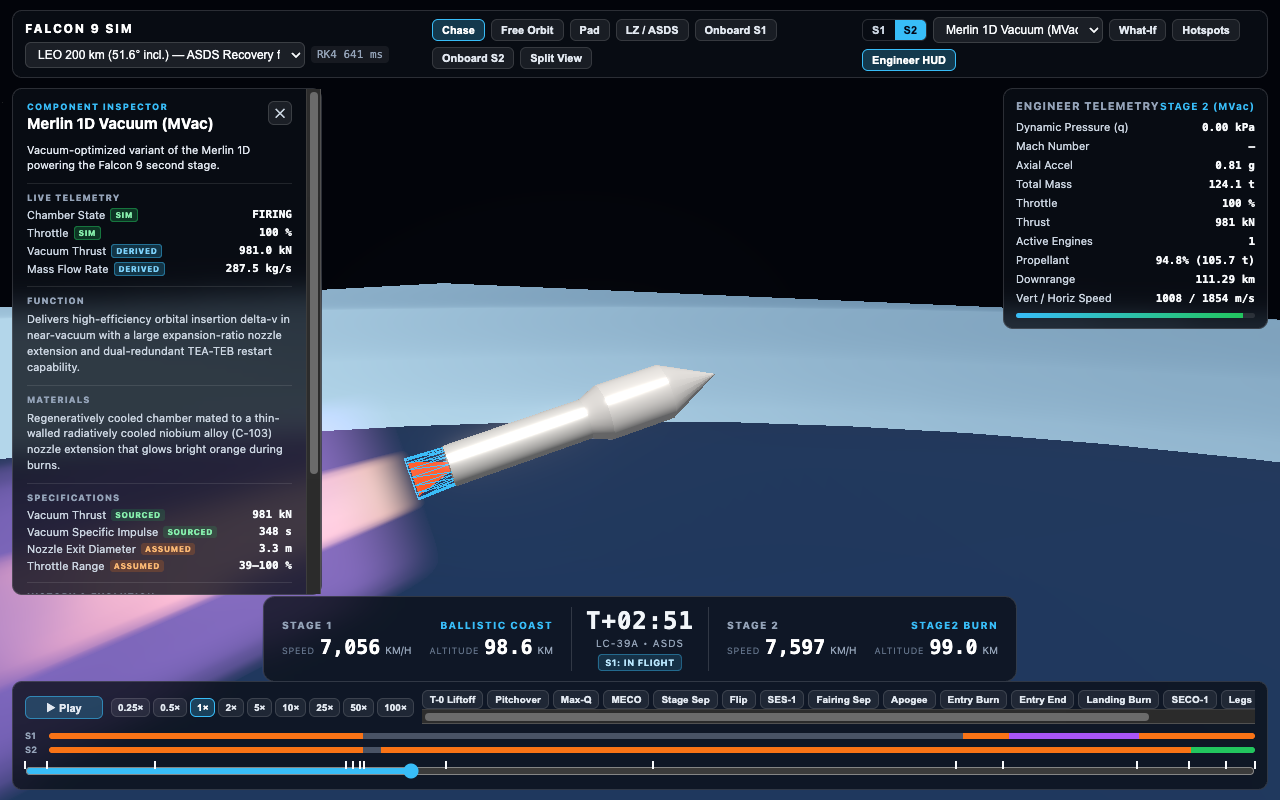 FALCON 9 SIM
LEO 200 km (51.6° incl.) — ASDS Recovery f
RK4 641 ms
Chase
Free Orbit
Pad
LZ / ASDS
Onboard S1
Onboard S2
Split View
S1
S2
Merlin 1D Vacuum (MVac
What-If
Hotspots
Engineer HUD
COMPONENT INSPECTOR
Merlin 1D Vacuum (MVac)
Vacuum-optimized variant of the Merlin 1D
powering the Falcon 9 second stage.
LIVE TELEMETRY
Chamber State SIM FIRING
Throttle SIM 100 %
Vacuum Thrust DERIVED 981.0 kN
Mass Flow Rate DERIVED 287.5 kg/s
FUNCTION
Delivers high-efficiency orbital insertion delta-v in
near-vacuum with a large expansion-ratio nozzle
extension and dual-redundant TEA-TEB restart
capability.
MATERIALS
Regeneratively cooled chamber mated to a thin-
walled radiatively cooled niobium alloy (C-103)
nozzle extension that glows bright orange during
burns.
SPECIFICATIONS
Vacuum Thrust SOURCED 981 kN
Vacuum Specific Impulse SOURCED 348 s
Nozzle Exit Diameter ASSUMED 3.3 m
Throttle Range ASSUMED 39–100 %
ENGINEER TELEMETRY STAGE 2 (MVac)
Dynamic Pressure (q) 0.00 kPa
Mach Number —
Axial Accel 0.81 g
Total Mass 124.1 t
Throttle 100 %
Thrust 981 kN
Active Engines 1
Propellant 94.8% (105.7 t)
Downrange 111.29 km
Vert / Horiz Speed 1008 / 1854 m/s
STAGE 1 BALLISTIC COAST
SPEED 7,056 KM/H ALTITUDE 98.6 KM
T+02:51
LC-39A • ASDS
S1: IN FLIGHT
STAGE 2 STAGE2 BURN
SPEED 7,597 KM/H ALTITUDE 99.0 KM
Play
0.25×
0.5×
1×
2×
5×
10×
25×
50×
100×
T-0 Liftoff
Pitchover
Max-Q
MECO
Stage Sep
Flip
SES-1
Fairing Sep
Apogee
Entry Burn
Entry End
Landing Burn
SECO-1
Legs
S1
S2